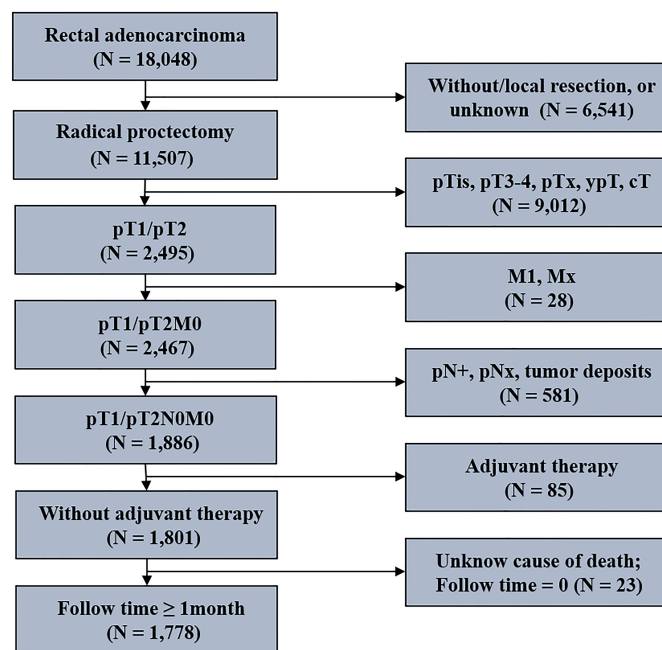 Rectal adenocarcinoma
(N = 18,048)
Without/local resection, or
unknown (N = 6,541)
Radical proctectomy
(N = 11,507)
pTis, pT3-4, pTx, ypT, cT
(N = 9,012)
pT1/pT2
(N = 2,495)
M1, Mx
(N = 28)
pT1/pT2M0
(N = 2,467)
pN+, pNx, tumor deposits
(N = 581)
pT1/pT2N0M0
(N = 1,886)
Adjuvant therapy
(N = 85)
Without adjuvant therapy
(N = 1,801)
Unknow cause of death;
Follow time = 0 (N = 23)
Follow time ≥ 1month
(N = 1,778)